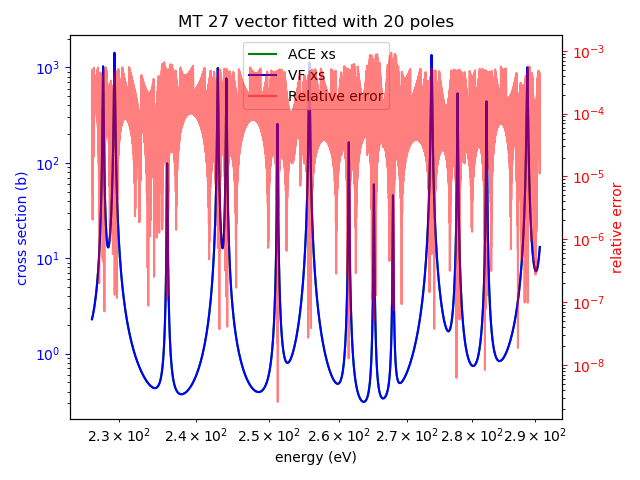 MT 27 vector fitted with 20 poles
ACE xs
VF xs
Relative error
cross section (b)
10³
10²
10¹
10⁰
relative error
10⁻³
10⁻⁴
10⁻⁵
10⁻⁶
10⁻⁷
10⁻⁸
2.3 × 10² 2.4 × 10² 2.5 × 10² 2.6 × 10² 2.7 × 10² 2.8 × 10² 2.9 × 10²
energy (eV)